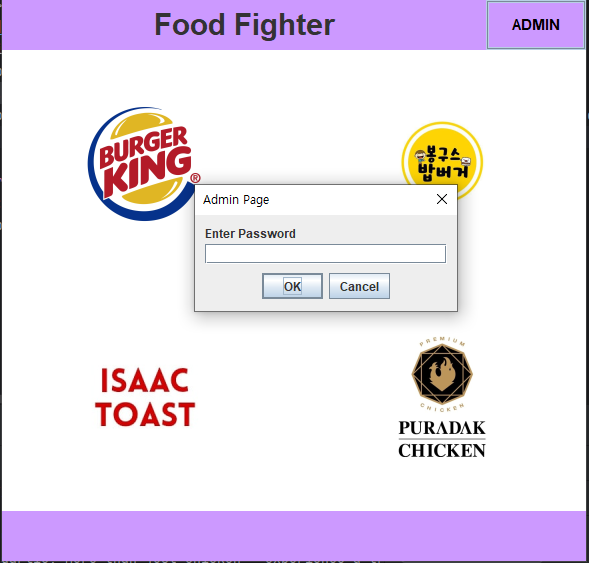 Food Fighter
ADMIN
BURGER
KING
®
봉구스
밥버거
Admin Page
Enter Password
OK
Cancel
ISAAC
TOAST
PREMIUM
CHICKEN
PURADAK
CHICKEN